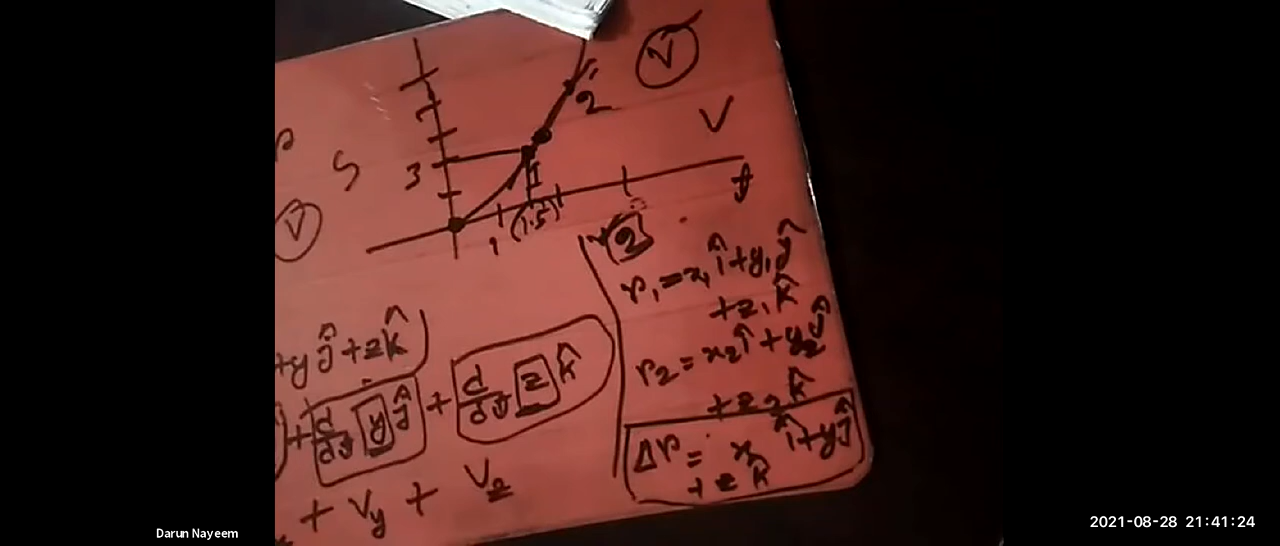 S
V
3
2
V
V
t
1
(1.5)
r₁ = x₁ î + y₁ ĵ
+ z₁ k̂
+ y ĵ + z k̂
r₂ = x₂ î + y₂ ĵ
+ z₂ k̂
+ d/dt y ĵ + d/dt z k̂
Δr = x î + y ĵ
+ z k̂
+ Vy + Vz
Darun Nayeem
2021-08-28 21:41:24